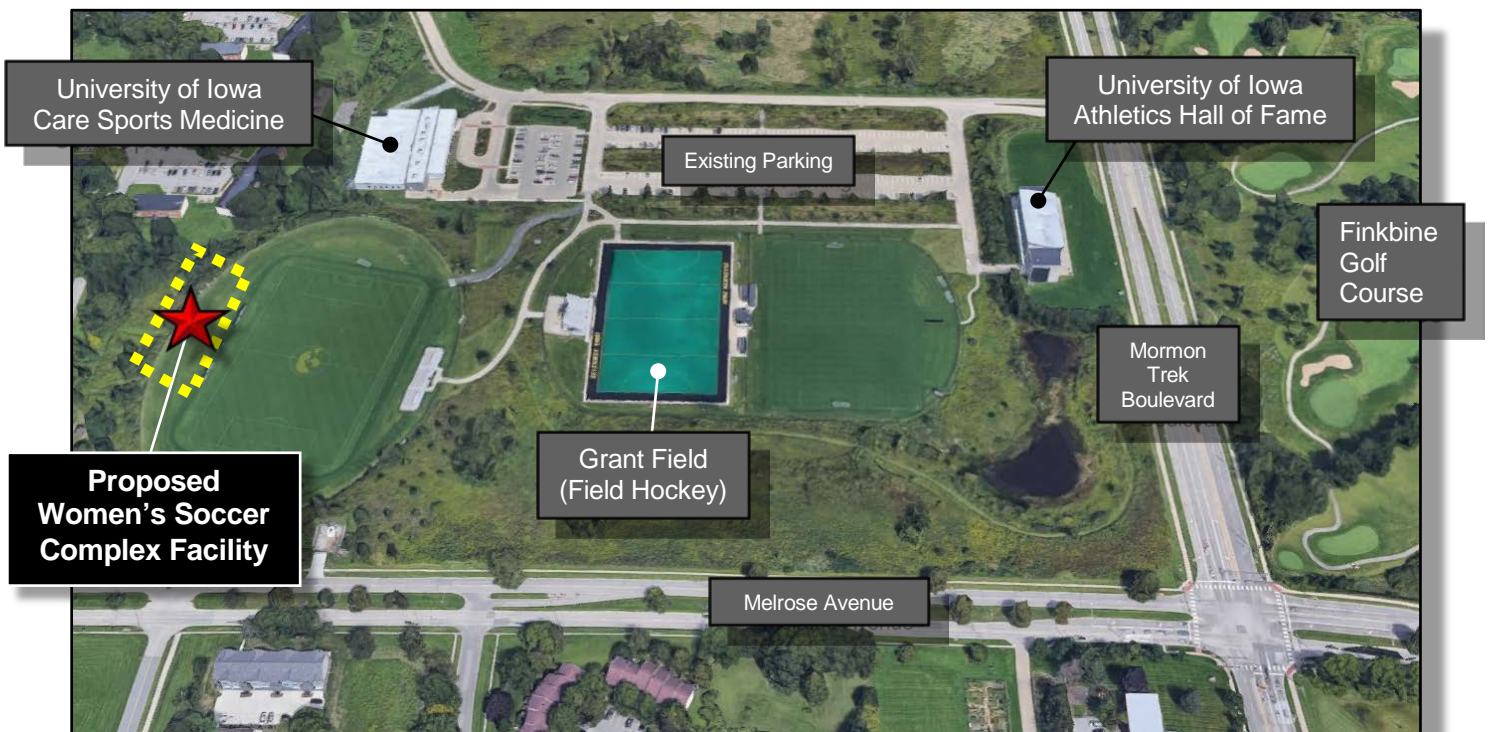 University of Iowa
Care Sports Medicine
University of Iowa
Athletics Hall of Fame
Existing Parking
Finkbine
Golf
Course
Mormon
Trek
Boulevard
Grant Field
(Field Hockey)
Proposed
Women's Soccer
Complex Facility
Melrose Avenue